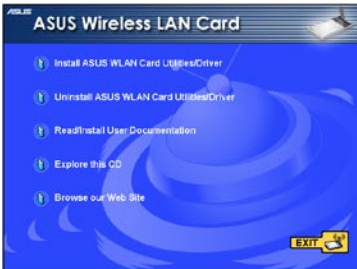 ASUS
ASUS Wireless LAN Card
Install ASUS WLAN Card Utilities/Driver
Uninstall ASUS WLAN Card Utilities/Driver
Read/Install User Documentation
Explore this CD
Browse our Web Site
EXIT